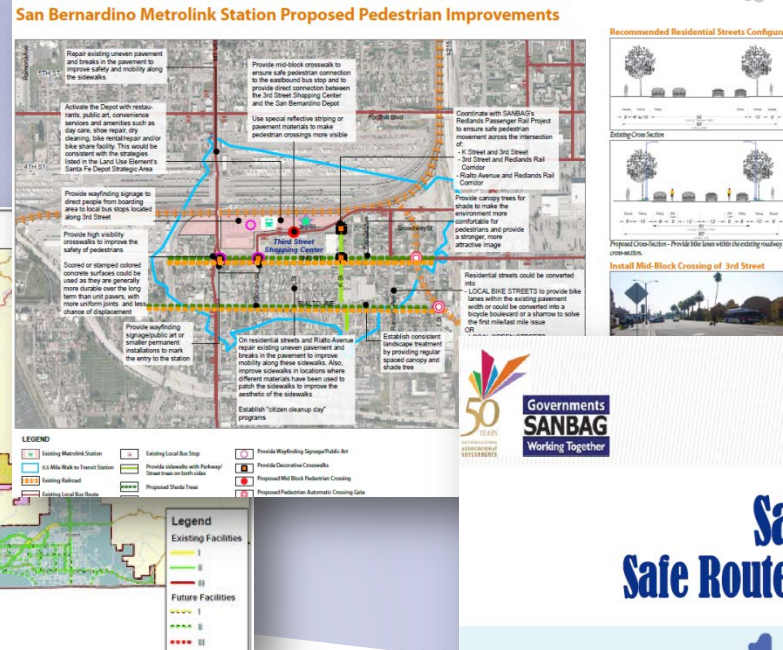 San Bernardino Metrolink Station Proposed Pedestrian Improvements
Repair existing uneven pavement
and breaks in the pavement to
improve safety and mobility along
the sidewalks
5TH ST
Activate the Depot with restau-
rants, public art, convenience
services and amenities such as
day care, shoe repair, dry
cleaning, bike rental/repair and/or
bike share facility. This would be
consistent with the strategies
listed in the Land Use Element's
Santa Fe Depot Strategic Area
4TH ST
Provide wayfinding signage to
direct people from boarding
area to local bus stops located
along 3rd Street
Provide high visibility
crosswalks to improve the
safety of pedestrians
Scored or stamped colored
concrete surfaces could be
used as they are generally
more durable over the long
term than unit pavers, with
more uniform joints and less
chance of displacement
Provide wayfinding
signage/public art or
smaller permanent
installations to mark
the entry to the station
Provide mid-block crosswalk to
ensure safe pedestrian connection
to the eastbound bus stop and to
provide direct connection between
the 3rd Street Shopping Center
and the San Bernardino Depot
Use special reflective striping or
pavement materials to make
pedestrian crossings more visible
Foothill Blvd
Third Street
Shopping Center
Broadway St
RIALTO AVE
On residential streets and Rialto Avenue
repair existing uneven pavement and
breaks in the pavement to improve
mobility along these sidewalks. Also,
improve sidewalks in locations where
different materials have been used to
patch the sidewalks to improve the
aesthetic of the sidewalks
Establish "citizen cleanup day"
programs
Establish consistent
landscape treatment
by providing regular
spaced canopy and
shade tree
Coordinate with SANBAG's
Redlands Passenger Rail Project
to ensure safe pedestrian
movement across the intersection
of:
- K Street and 3rd Street
- 3rd Street and Redlands Rail
Corridor
- Rialto Avenue and Redlands Rail
Corridor
Provide canopy trees for
shade to make the
environment more
comfortable for
pedestrians and provide
a stronger, more
attractive image
Residential streets could be converted
into
- LOCAL BIKE STREETS to provide bike
lanes within the existing pavement
width or could be converted into a
bicycle boulevard or a sharrow to solve
the first mile/last mile issue
OR
LEGEND
Existing Metrolink Station
0.5 Mile Walk to Transit Station
Existing Railroad
Existing Local Bus Route
Existing Local Bus Stop
Provide sidewalks with Parkway/
Street trees on both sides
Proposed Shade Trees
Provide Wayfinding Signage/Public Art
Provide Decorative Crosswalks
Proposed Mid Block Pedestrian Crossing
Proposed Pedestrian Automatic Crossing Gate
Recommended Residential Streets Configura
Existing Cross Section
Proposed Cross-Section - Provide bike lanes within the existing roadway
cross-section.
Install Mid-Block Crossing of 3rd Street
50
YEARS
SOUTHERN CALIFORNIA
ASSOCIATION of
GOVERNMENTS
Governments
SANBAG
Working Together
Sa
Safe Route
Legend
Existing Facilities
I
II
III
Future Facilities
I
II
III